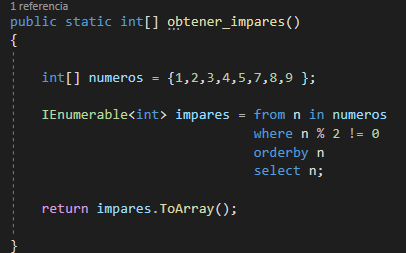 1 referencia
public static int[] obtener_impares()
{
int[] numeros = {1,2,3,4,5,7,8,9 };
IEnumerable<int> impares = from n in numeros
where n % 2 != 0
orderby n
select n;
return impares.ToArray();
}